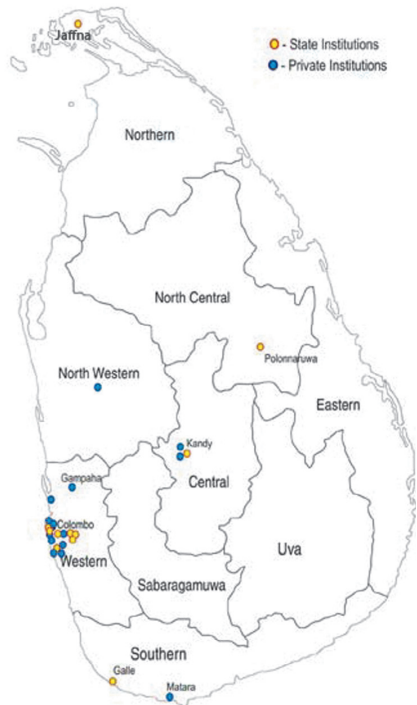 Jaffna
- State Institutions
- Private Institutions
Northern
North Central
Polonnaruwa
North Western
Eastern
Kandy
Gampaha
Central
Colombo
Western
Uva
Sabaragamuwa
Southern
Galle
Matara